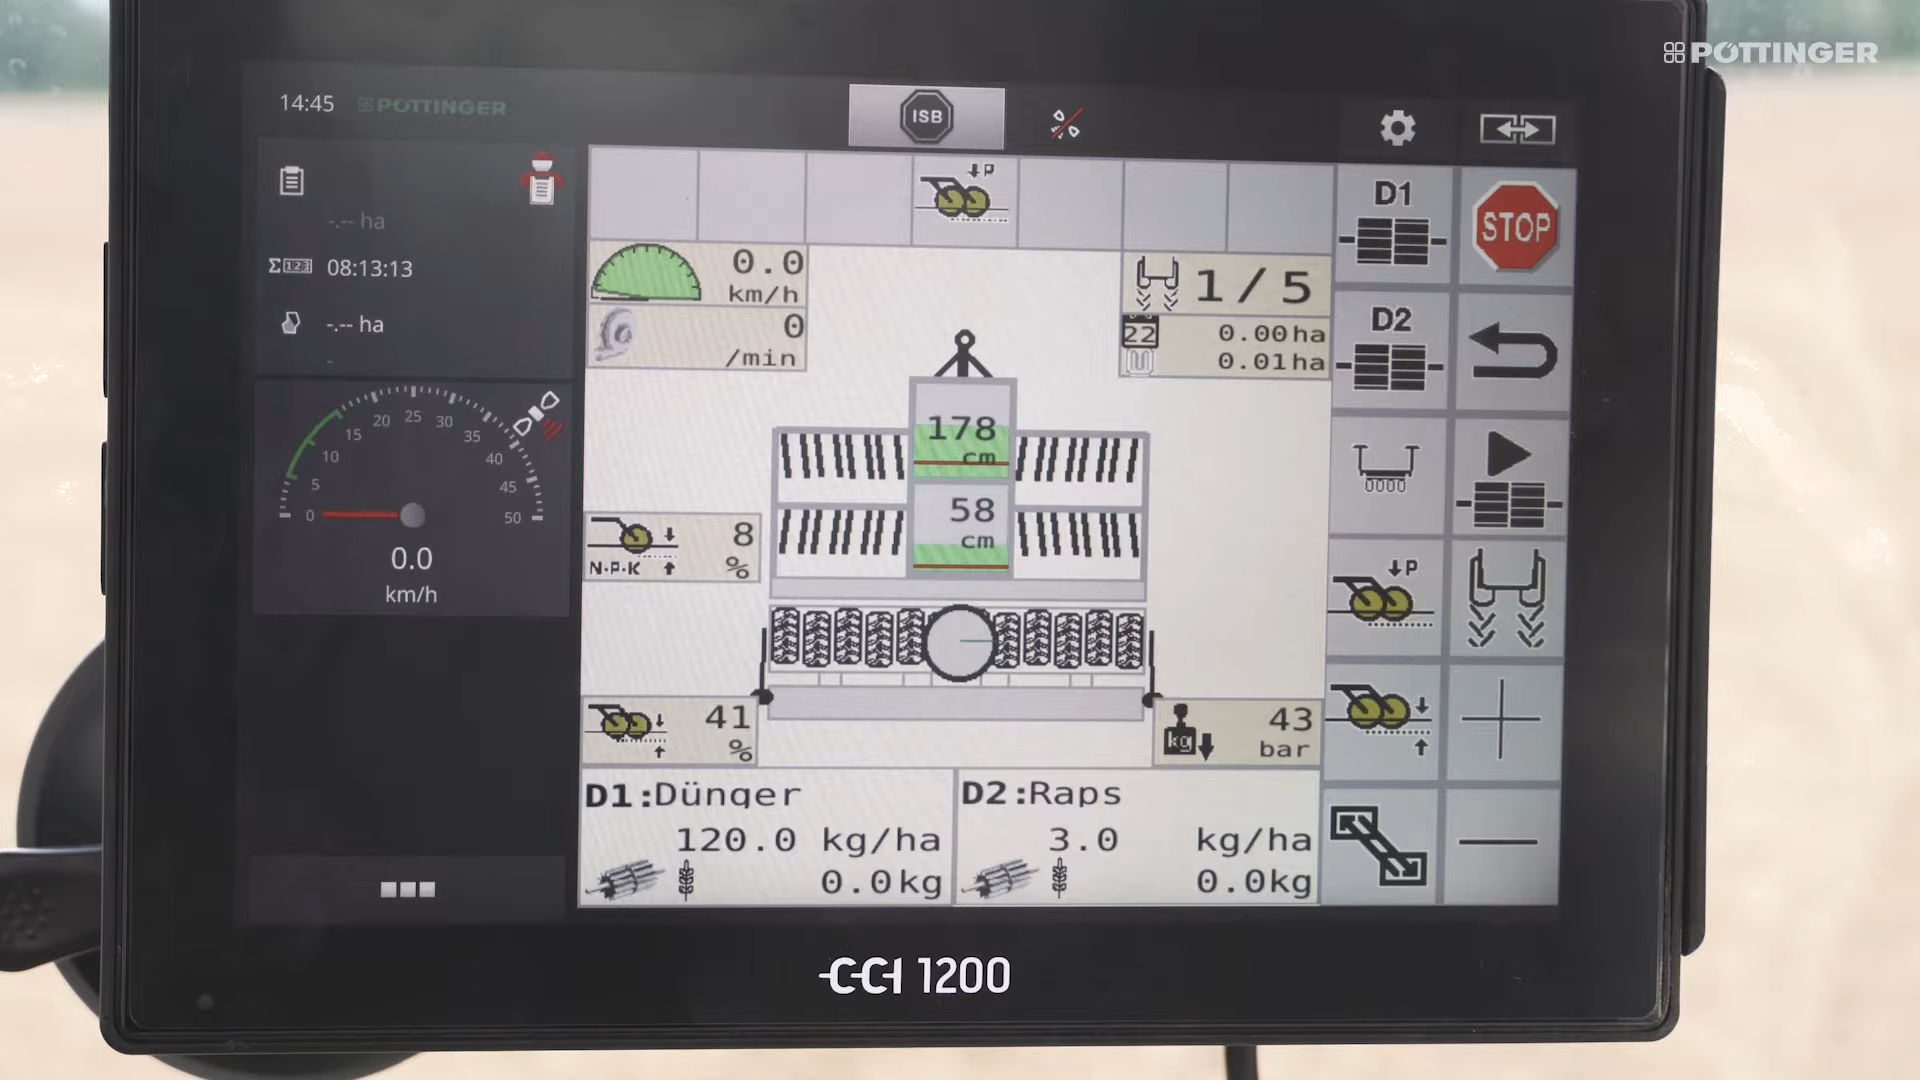 PÖTTINGER
14:45 PÖTTINGER
ISB
-.-- ha
Σ 123 08:13:13
-.-- ha
-
0 5 10 15 20 25 30 35 40 45 50
0.0
km/h
P
0.0
km/h
0
/min
1/5
22 0.00ha
0.01ha
178
cm
58
cm
8
N·P·K %
41
%
kg 43
bar
D1:Dünger
120.0 kg/ha
0.0kg
D2:Raps
3.0 kg/ha
0.0kg
D1
STOP
D2
P
CCI 1200